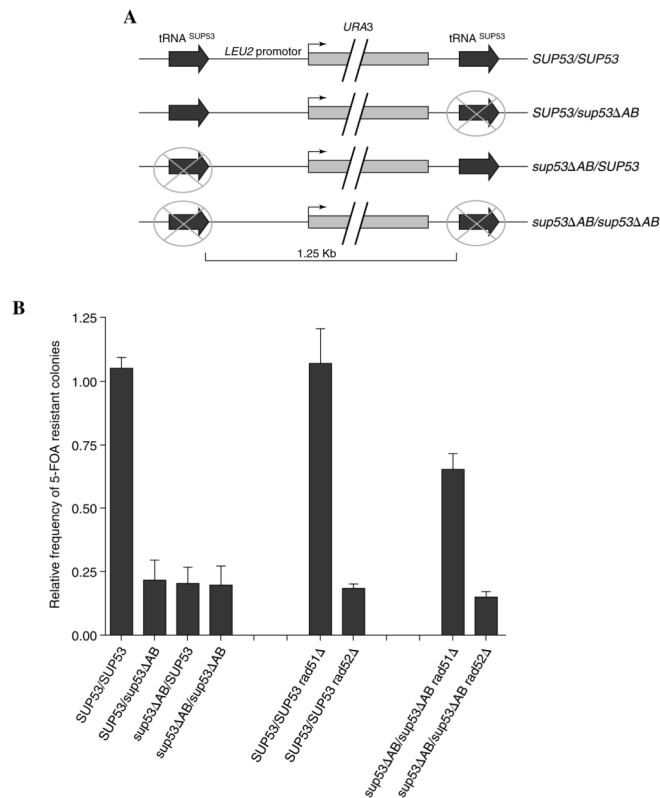 A
tRNA SUP53
LEU2 promotor
URA3
tRNA SUP53
SUP53/SUP53
SUP53/sup53ΔAB
sup53ΔAB/SUP53
sup53ΔAB/sup53ΔAB
1.25 Kb
B
Relative frequency of 5-FOA resistant colonies
1.25
1.00
0.75
0.50
0.25
0.00
SUP53/SUP53
SUP53/sup53ΔAB
sup53ΔAB/SUP53
sup53ΔAB/sup53ΔAB
SUP53/SUP53 rad51Δ
SUP53/SUP53 rad52Δ
sup53ΔAB/sup53ΔAB rad51Δ
sup53ΔAB/sup53ΔAB rad52Δ